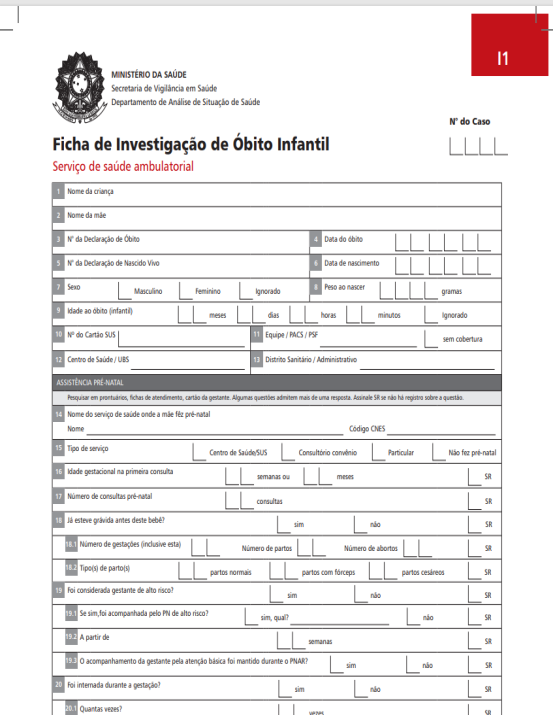 I1
MINISTÉRIO DA SAÚDE
Secretaria de Vigilância em Saúde
Departamento de Análise de Situação de Saúde
N° do Caso
Ficha de Investigação de Óbito Infantil
Serviço de saúde ambulatorial
1 Nome da criança
2 Nome da mãe
3 N° da Declaração de Óbito 4 Data do óbito
5 N° da Declaração de Nascido Vivo 6 Data de nascimento
7 Sexo Masculino Feminino Ignorado 8 Peso ao nascer gramas
9 Idade ao óbito (infantil) meses dias horas minutos Ignorado
10 Nº do Cartão SUS 11 Equipe / PACS / PSF sem cobertura
12 Centro de Saúde / UBS 13 Distrito Sanitário / Administrativo
ASSISTÊNCIA PRÉ-NATAL
Pesquisar em prontuários, fichas de atendimento, cartão da gestante. Algumas questões admitem mais de uma resposta. Assinale SR se não há registro sobre a questão.
14 Nome do serviço de saúde onde a mãe fêz pré-natal
Nome Código CNES
15 Tipo de serviço Centro de Saúde/SUS Consultório convênio Particular Não fez pré-natal
16 Idade gestacional na primeira consulta semanas ou meses SR
17 Número de consultas pré-natal consultas SR
18 Já esteve grávida antes deste bebê? sim não SR
18.1 Número de gestações (inclusive esta) Número de partos Número de abortos SR
18.2 Tipo(s) de parto(s) partos normais partos com fórceps partos cesáreos SR
19 Foi considerada gestante de alto risco? sim não SR
19.1 Se sim,foi acompanhada pelo PN de alto risco? sim, qual? não SR
19.2 A partir de semanas SR
19.3 O acompanhamento da gestante pela atenção básica foi mantido durante o PNAR? sim não SR
20 Foi internada durante a gestação? sim não SR
20.1 Quantas vezes? vezes SR